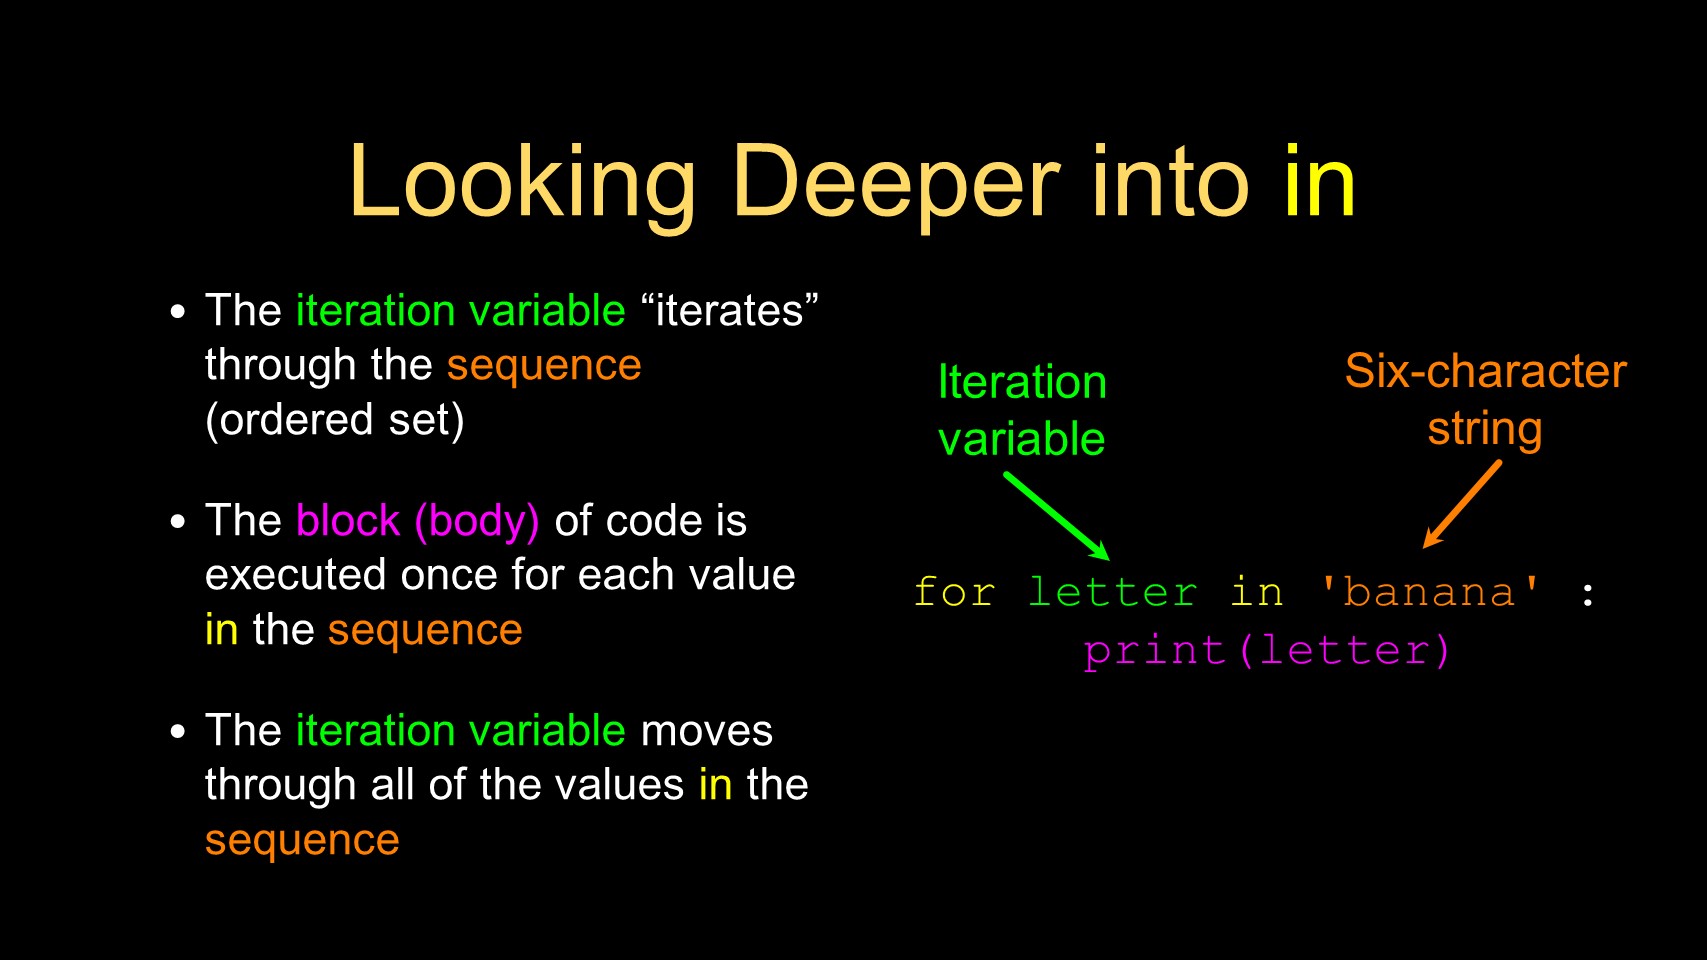 Looking Deeper into in
• The iteration variable “iterates”
through the sequence
(ordered set)
• The block (body) of code is
executed once for each value
in the sequence
• The iteration variable moves
through all of the values in the
sequence
Iteration
variable
Six-character
string
for letter in 'banana' :
print(letter)